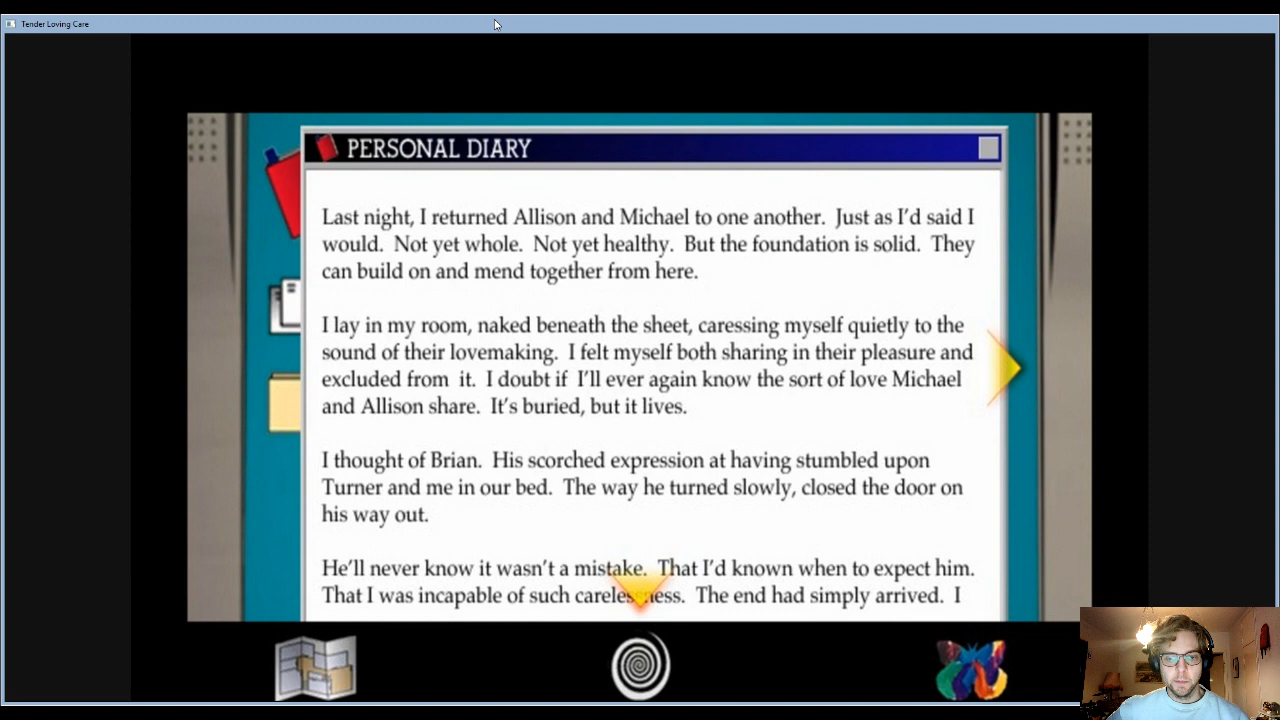 Tender Loving Care
PERSONAL DIARY
Last night, I returned Allison and Michael to one another. Just as I'd said I
would. Not yet whole. Not yet healthy. But the foundation is solid. They
can build on and mend together from here.
I lay in my room, naked beneath the sheet, caressing myself quietly to the
sound of their lovemaking. I felt myself both sharing in their pleasure and
excluded from it. I doubt if I'll ever again know the sort of love Michael
and Allison share. It's buried, but it lives.
I thought of Brian. His scorched expression at having stumbled upon
Turner and me in our bed. The way he turned slowly, closed the door on
his way out.
He'll never know it wasn't a mistake. That I'd known when to expect him.
That I was incapable of such carelessness. The end had simply arrived. I